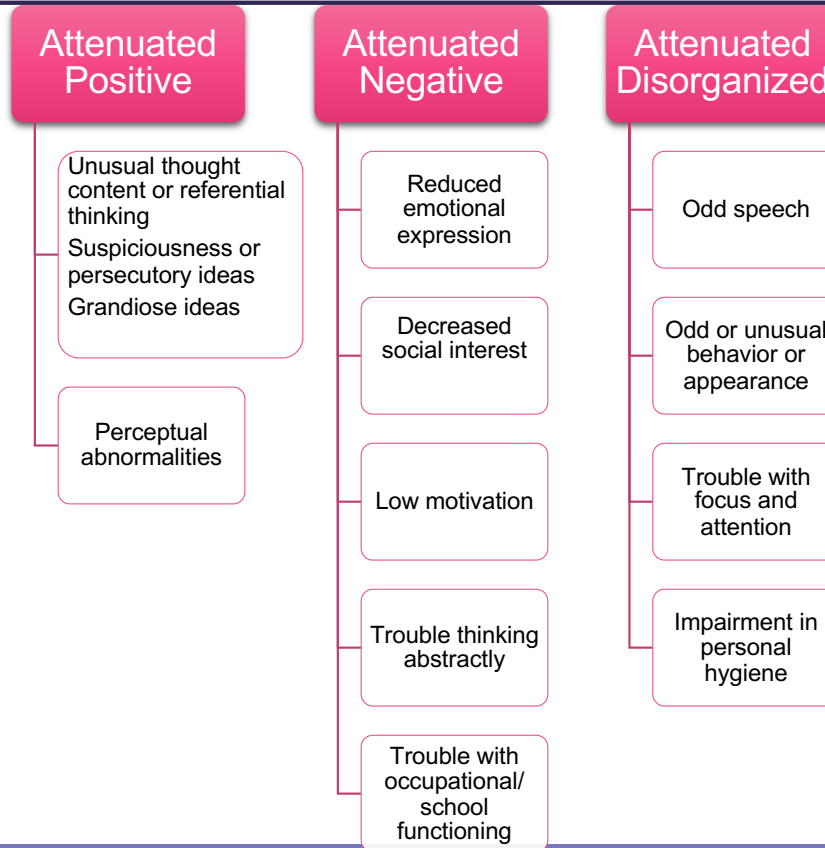 Attenuated
Positive
Unusual thought
content or referential
thinking
Suspiciousness or
persecutory ideas
Grandiose ideas
Perceptual
abnormalities
Attenuated
Negative
Reduced
emotional
expression
Decreased
social interest
Low motivation
Trouble thinking
abstractly
Trouble with
occupational/
school
functioning
Attenuated
Disorganized
Odd speech
Odd or unusual
behavior or
appearance
Trouble with
focus and
attention
Impairment in
personal
hygiene